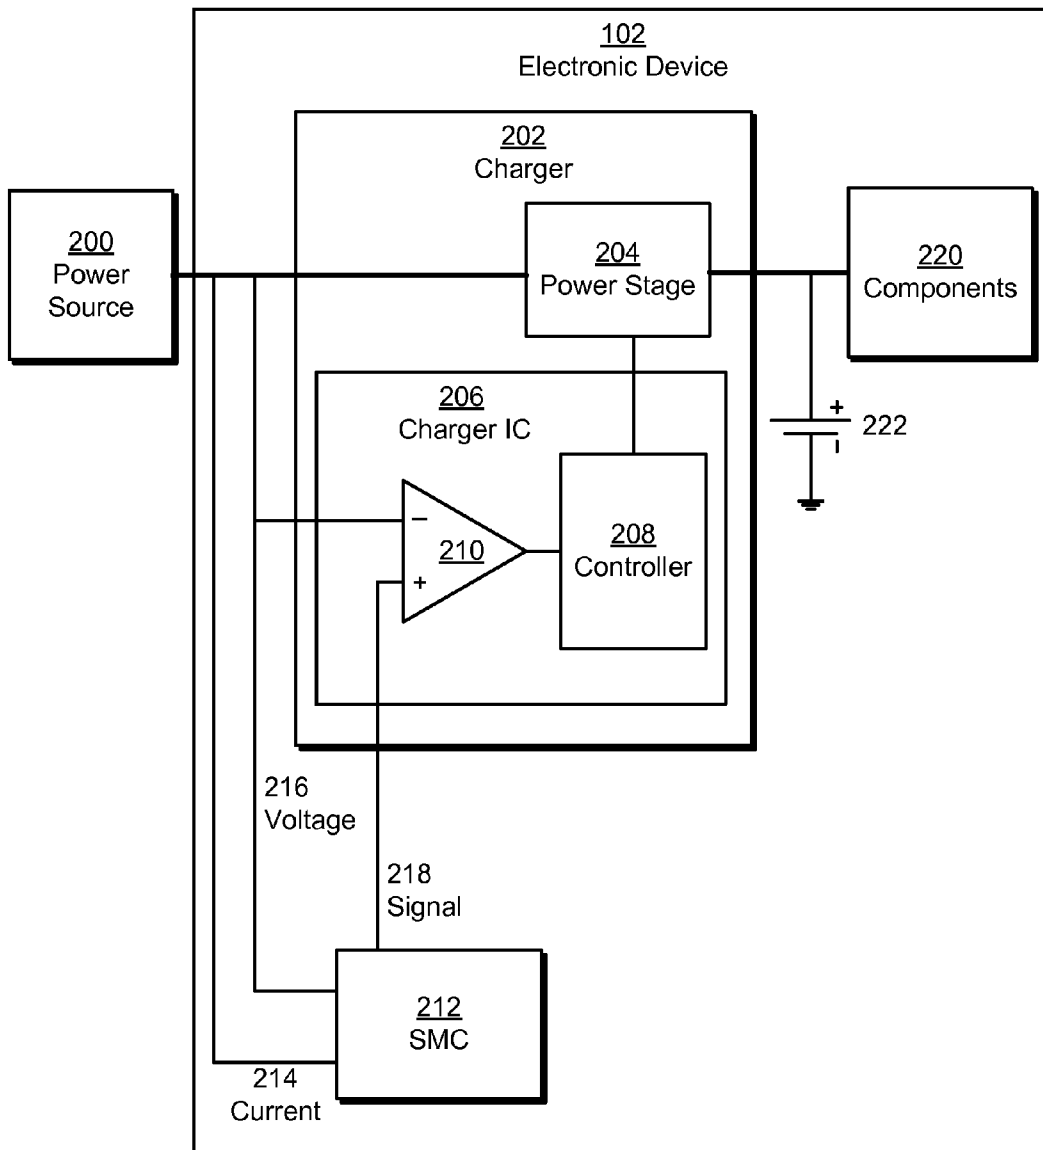 102
Electronic Device
202
Charger
200
Power
Source
204
Power Stage
220
Components
206
Charger IC
+
222
−
−
210
+
208
Controller
216
Voltage
218
Signal
212
SMC
214
Current